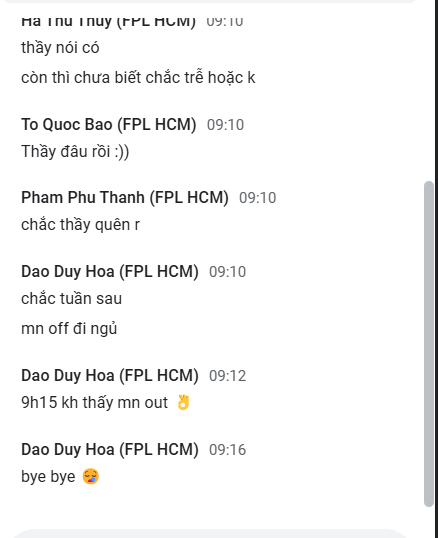 Ha Thu Thuy (FPL HCM) 09:10
thầy nói có
còn thì chưa biết chắc trễ hoặc k
To Quoc Bao (FPL HCM) 09:10
Thầy đâu rồi :))
Pham Phu Thanh (FPL HCM) 09:10
chắc thầy quên r
Dao Duy Hoa (FPL HCM) 09:10
chắc tuần sau
mn off đi ngủ
Dao Duy Hoa (FPL HCM) 09:12
9h15 kh thấy mn out 👌
Dao Duy Hoa (FPL HCM) 09:16
bye bye 😪